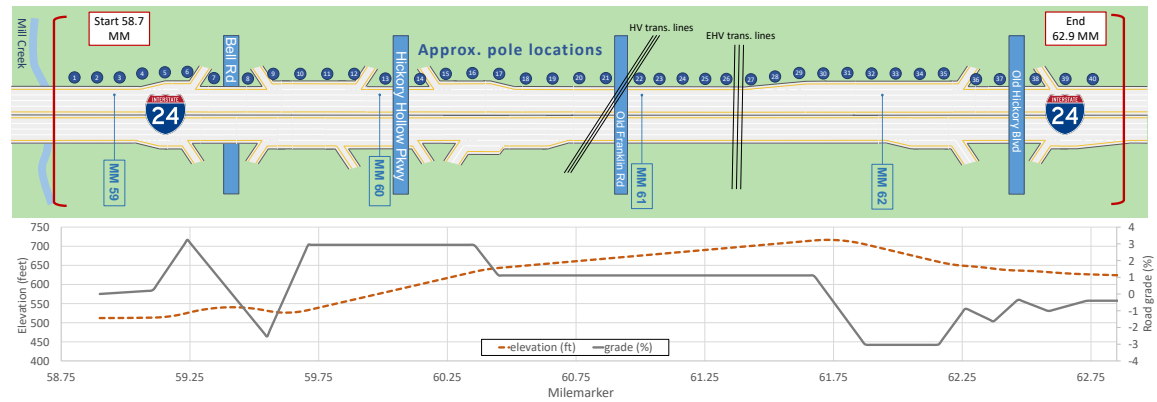 Mill Creek
Start 58.7
MM
Bell Rd
Hickory Hollow Pkwy
Approx. pole locations
HV trans. lines
EHV trans. lines
Old Franklin Rd
Old Hickory Blvd
End
62.9 MM
1 2 3 4 5 6 7 8 9 10 11 12 13 14 15 16 17 18 19 20 21 22 23 24 25 26 27 28 29 30 31 32 33 34 35 36 37 38 39 40
INTERSTATE
24
INTERSTATE
24
MM 59
MM 60
MM 61
MM 62
Elevation (feet)
750
700
650
600
550
500
450
400
Road grade (%)
4
3
2
1
0
-1
-2
-3
-4
elevation (ft) grade (%)
58.75 59.25 59.75 60.25 60.75 61.25 61.75 62.25 62.75
Milemarker